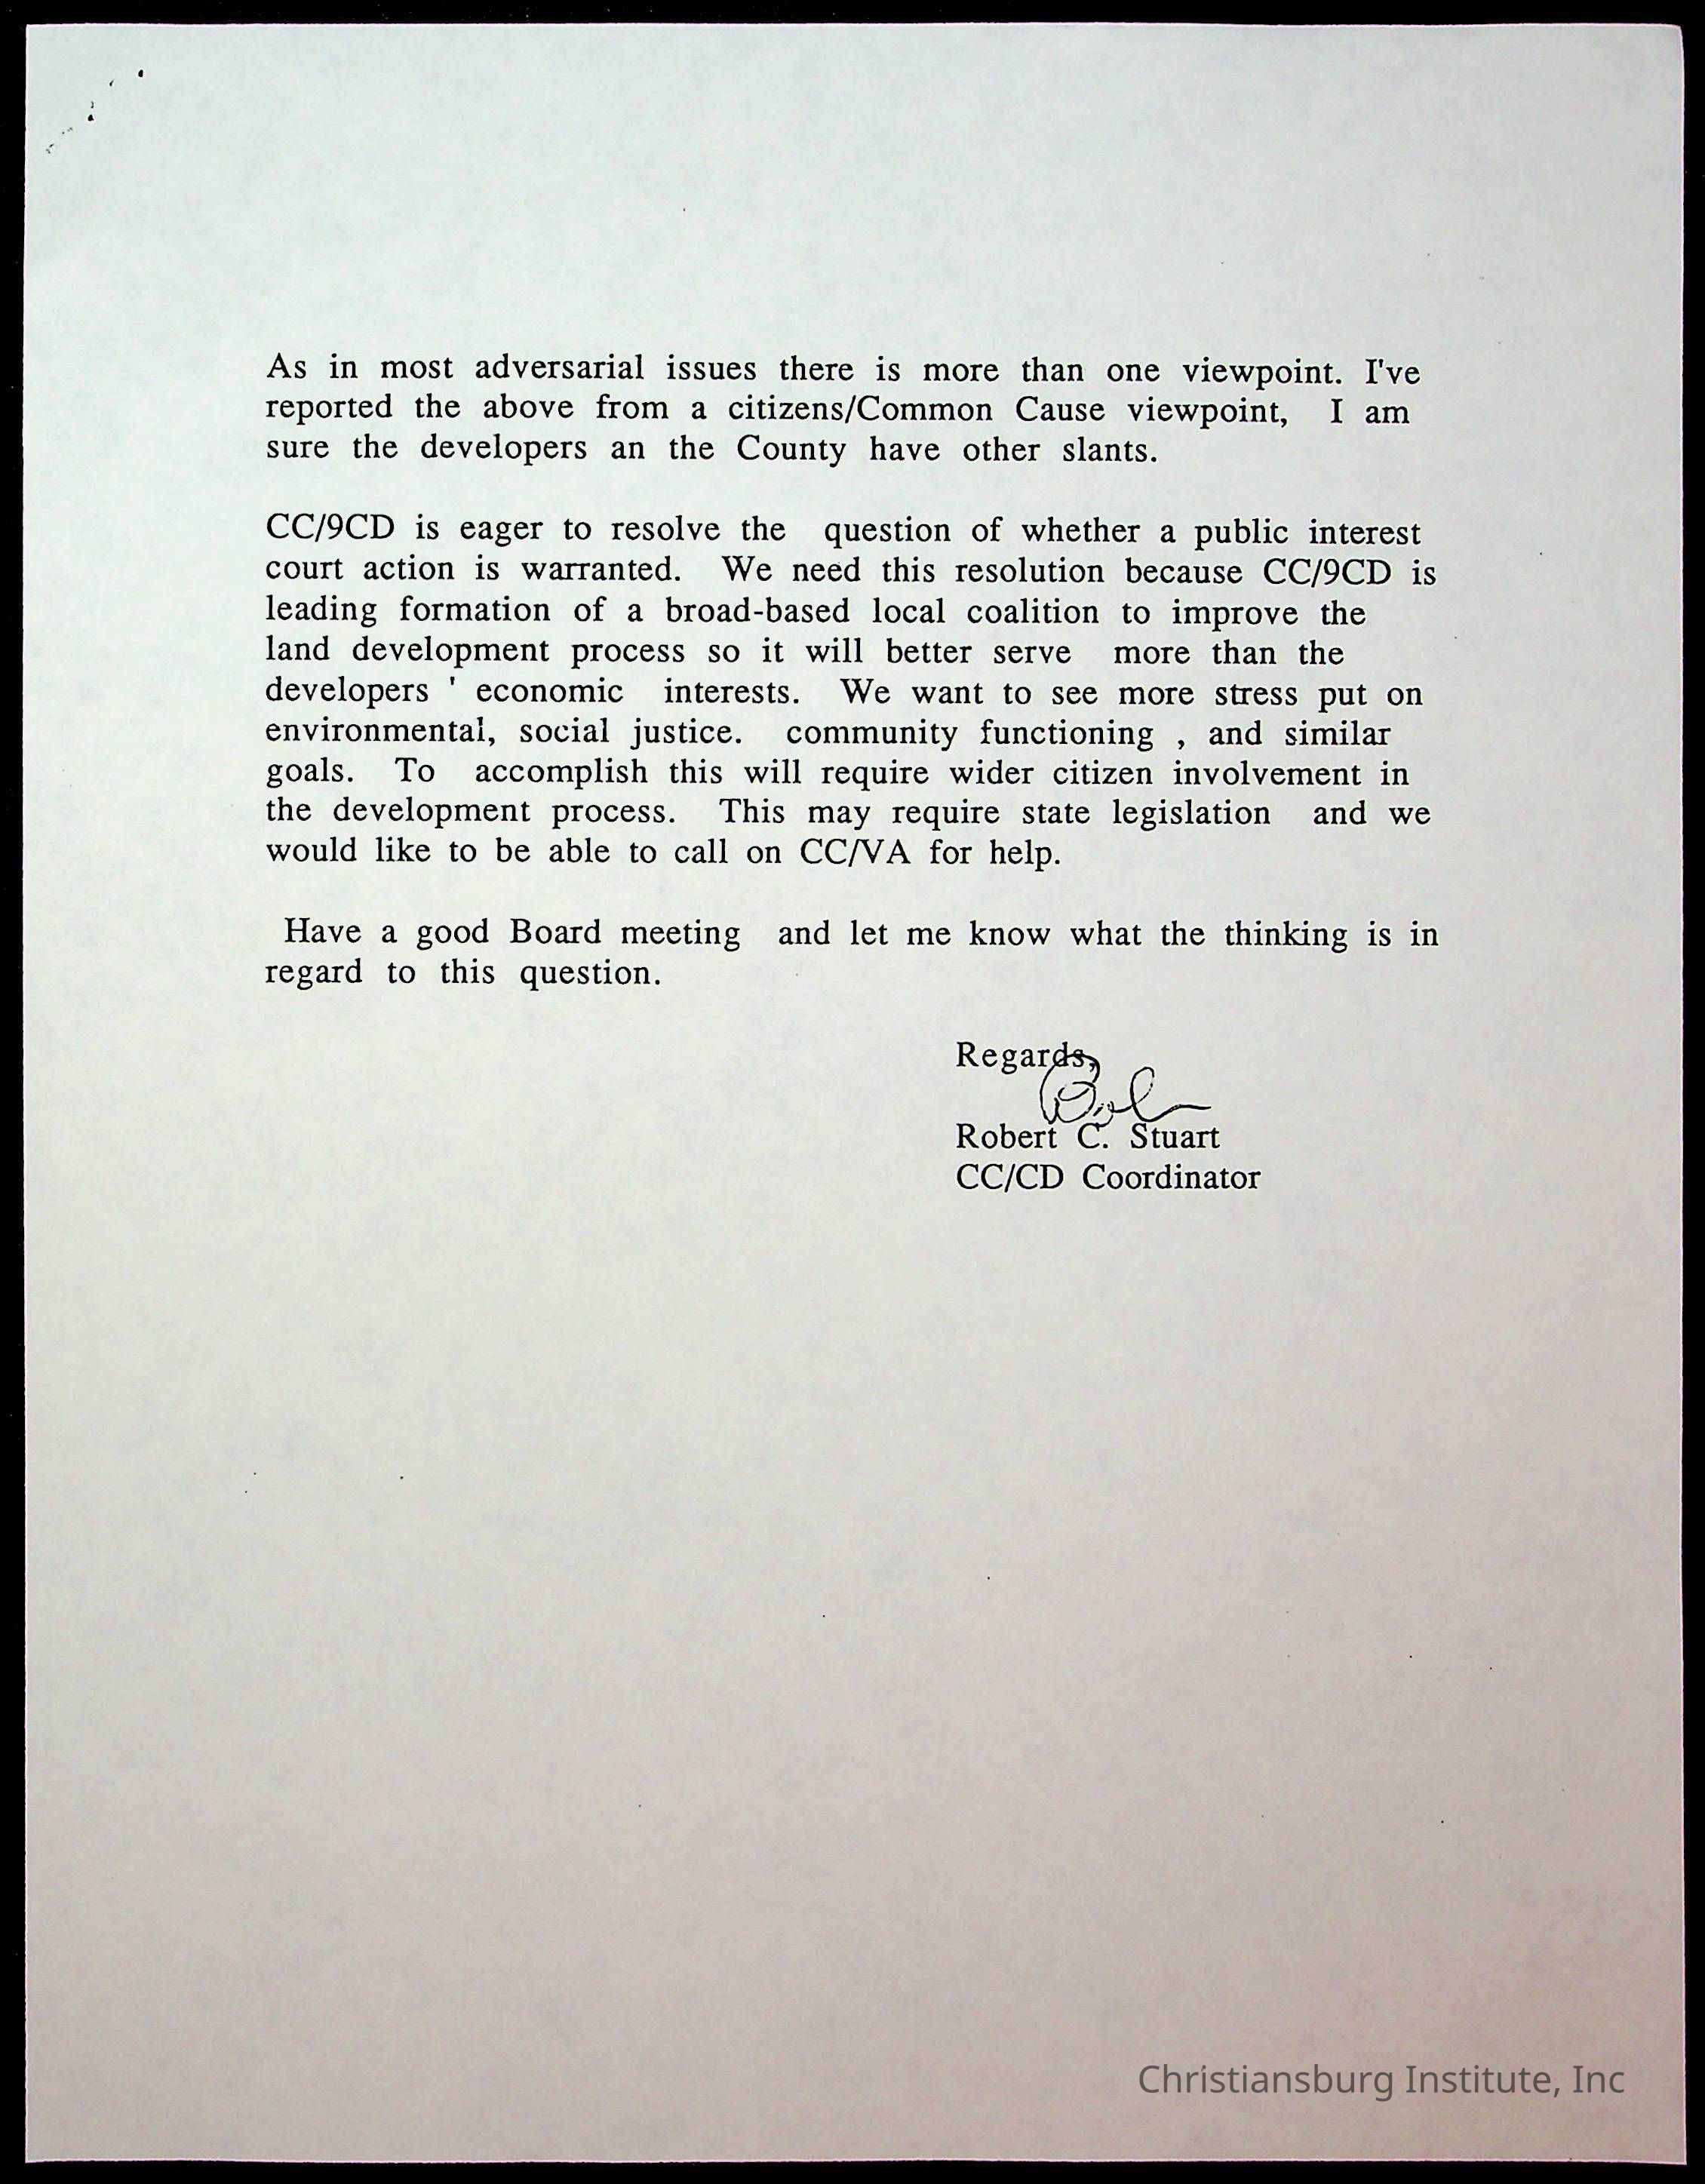 As in most adversarial issues there is more than one viewpoint. I've
reported the above from a citizens/Common Cause viewpoint, I am
sure the developers an the County have other slants.
CC/9CD is eager to resolve the question of whether a public interest
court action is warranted. We need this resolution because CC/9CD is
leading formation of a broad-based local coalition to improve the
land development process so it will better serve more than the
developers ' economic interests. We want to see more stress put on
environmental, social justice. community functioning , and similar
goals. To accomplish this will require wider citizen involvement in
the development process. This may require state legislation and we
would like to be able to call on CC/VA for help.
Have a good Board meeting and let me know what the thinking is in
regard to this question.
Regards,
Bob
Robert C. Stuart
CC/CD Coordinator
Christiansburg Institute, Inc